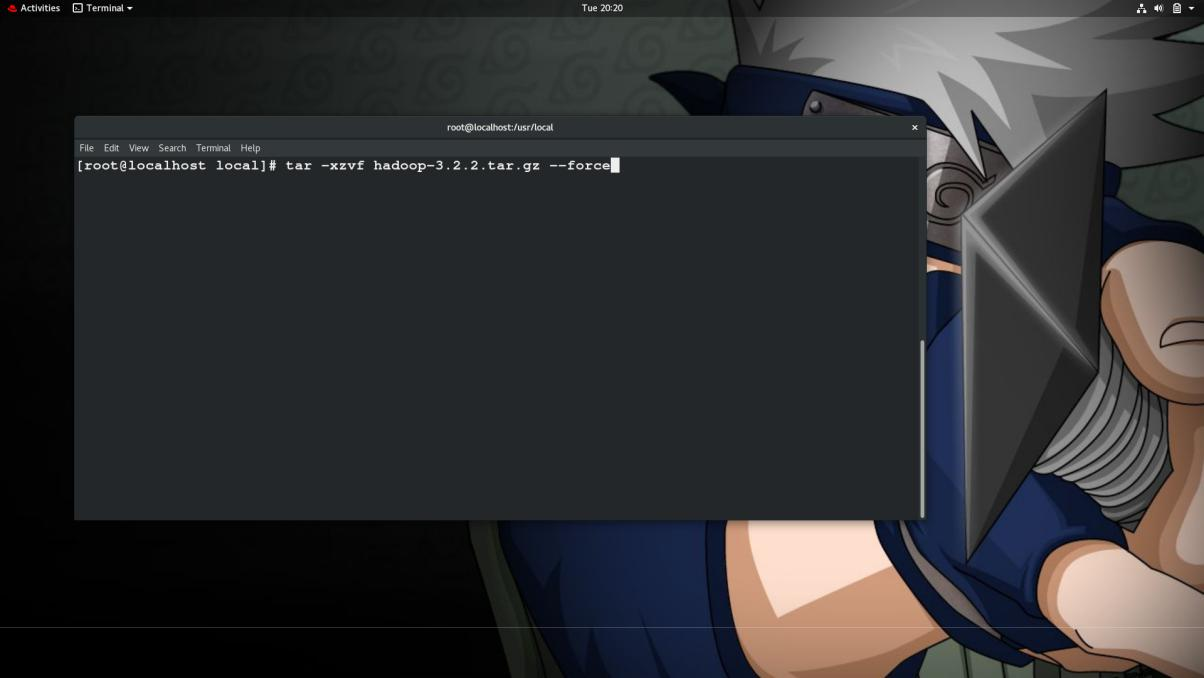 Activities Terminal Tue 20:20
root@localhost:/usr/local ×
File Edit View Search Terminal Help
[root@localhost local]# tar -xzvf hadoop-3.2.2.tar.gz --force